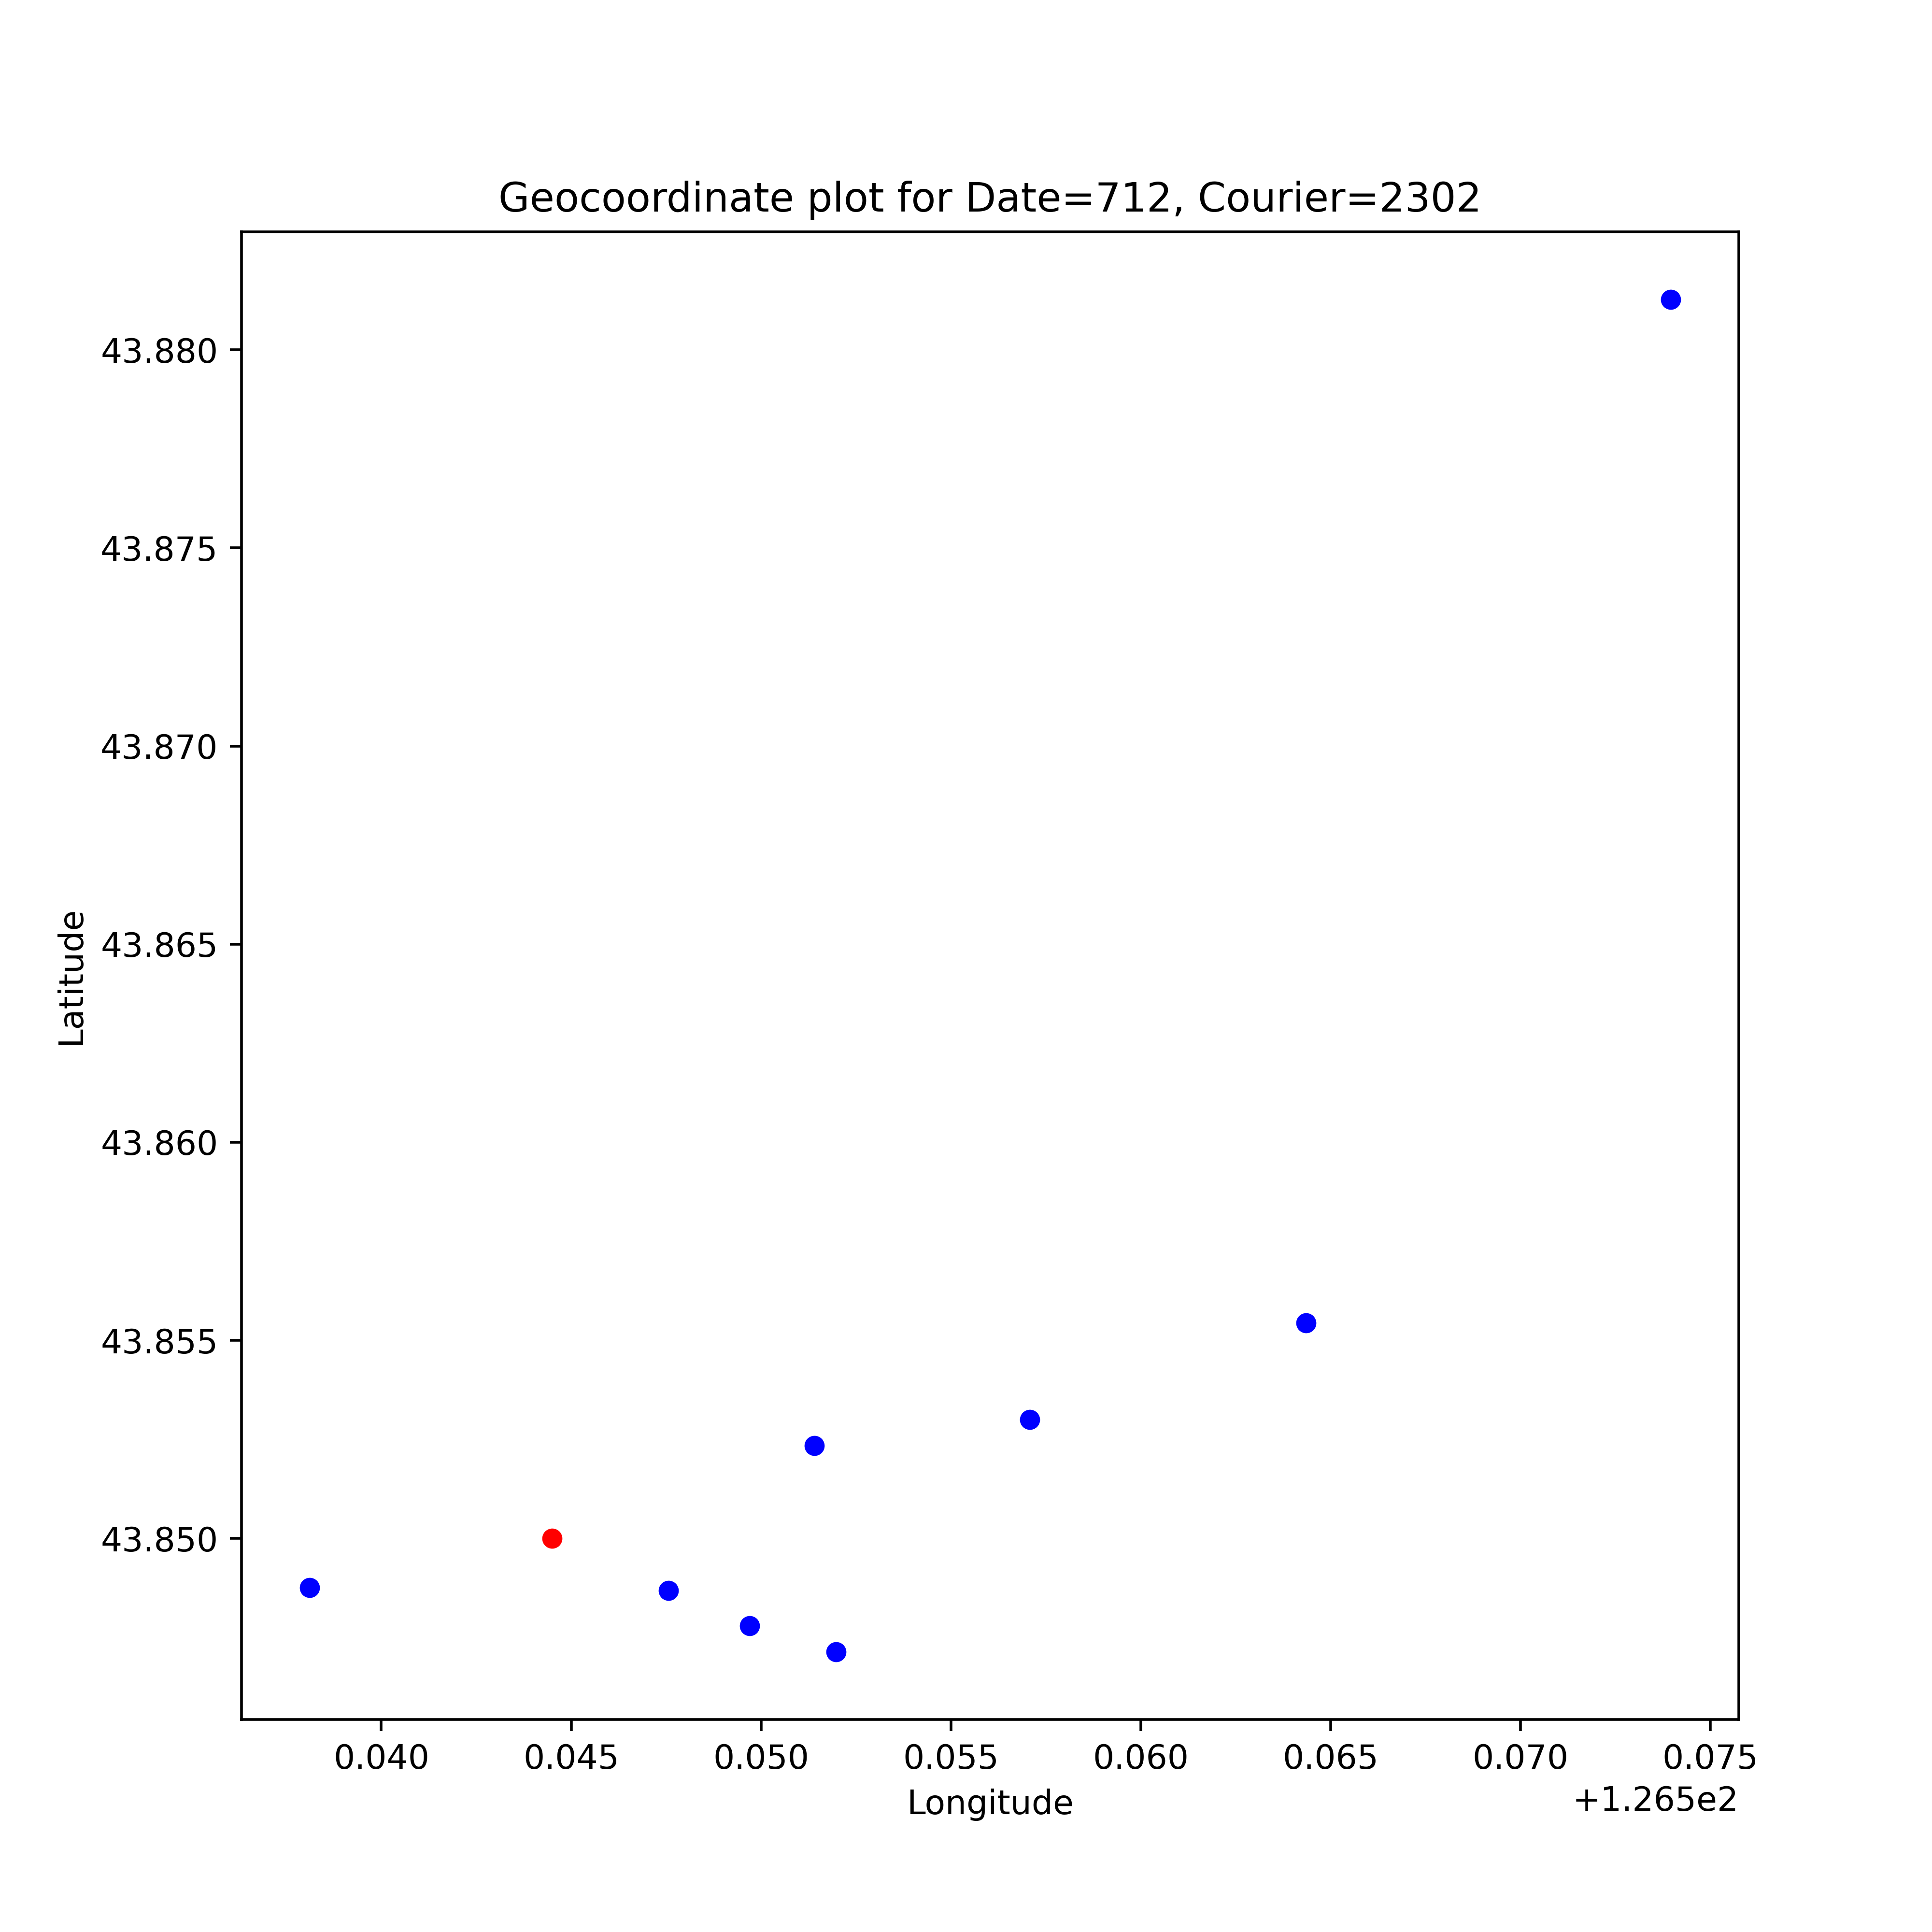 Geocoordinate plot for Date=712, Courier=2302
43.880
43.875
43.870
43.865
43.860
43.855
43.850
Latitude
0.040 0.045 0.050 0.055 0.060 0.065 0.070 0.075
+1.265e2
Longitude